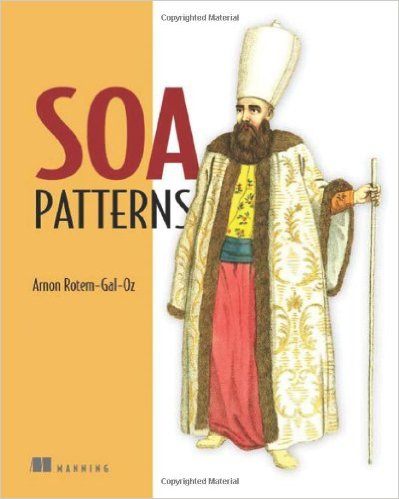 Copyrighted Material
SOA
PATTERNS
Arnon Rotem-Gal-Oz
MANNING
Copyrighted Material